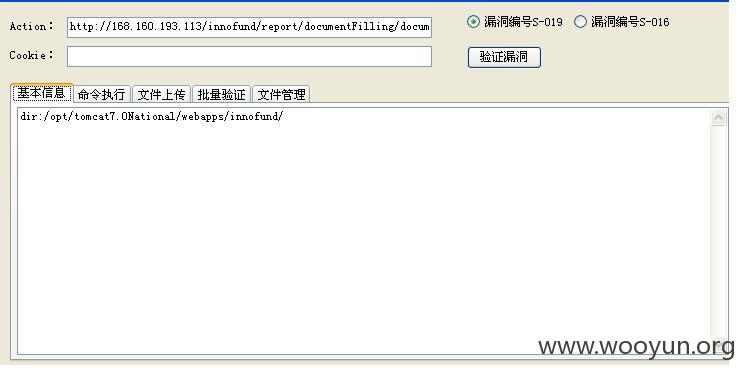 Action： http://168.160.193.113/innofund/report/documentFilling/docum 漏洞编号S-019 漏洞编号S-016
Cookie： 验证漏洞
基本信息 命令执行 文件上传 批量验证 文件管理
dir:/opt/tomcat7.0National/webapps/innofund/
www.wooyun.org